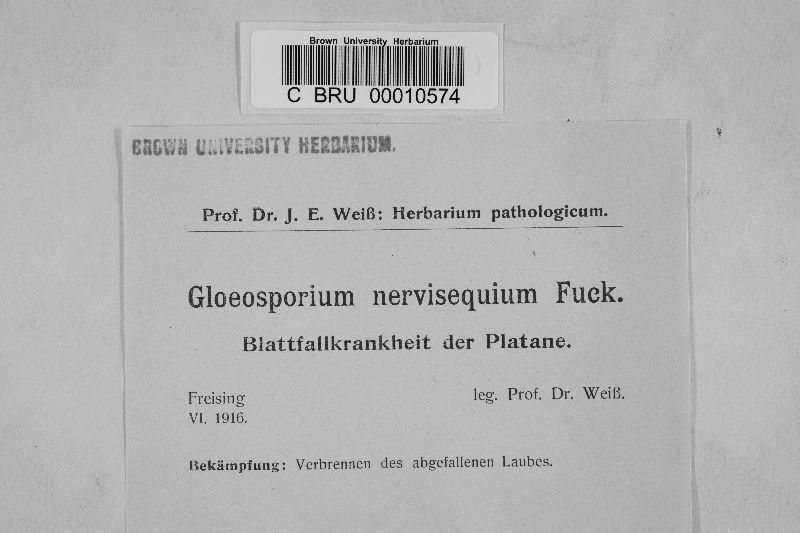 Brown University Herbarium
C BRU 00010574
BROWN UNIVERSITY HERBARIUM.
Prof. Dr. J. E. Weiß: Herbarium pathologicum.
Gloeosporium nervisequium Fuck.
Blattfallkrankheit der Platane.
Freising
leg. Prof. Dr. Weiß.
VI. 1916.
Bekämpfung: Verbrennen des abgefallenen Laubes.